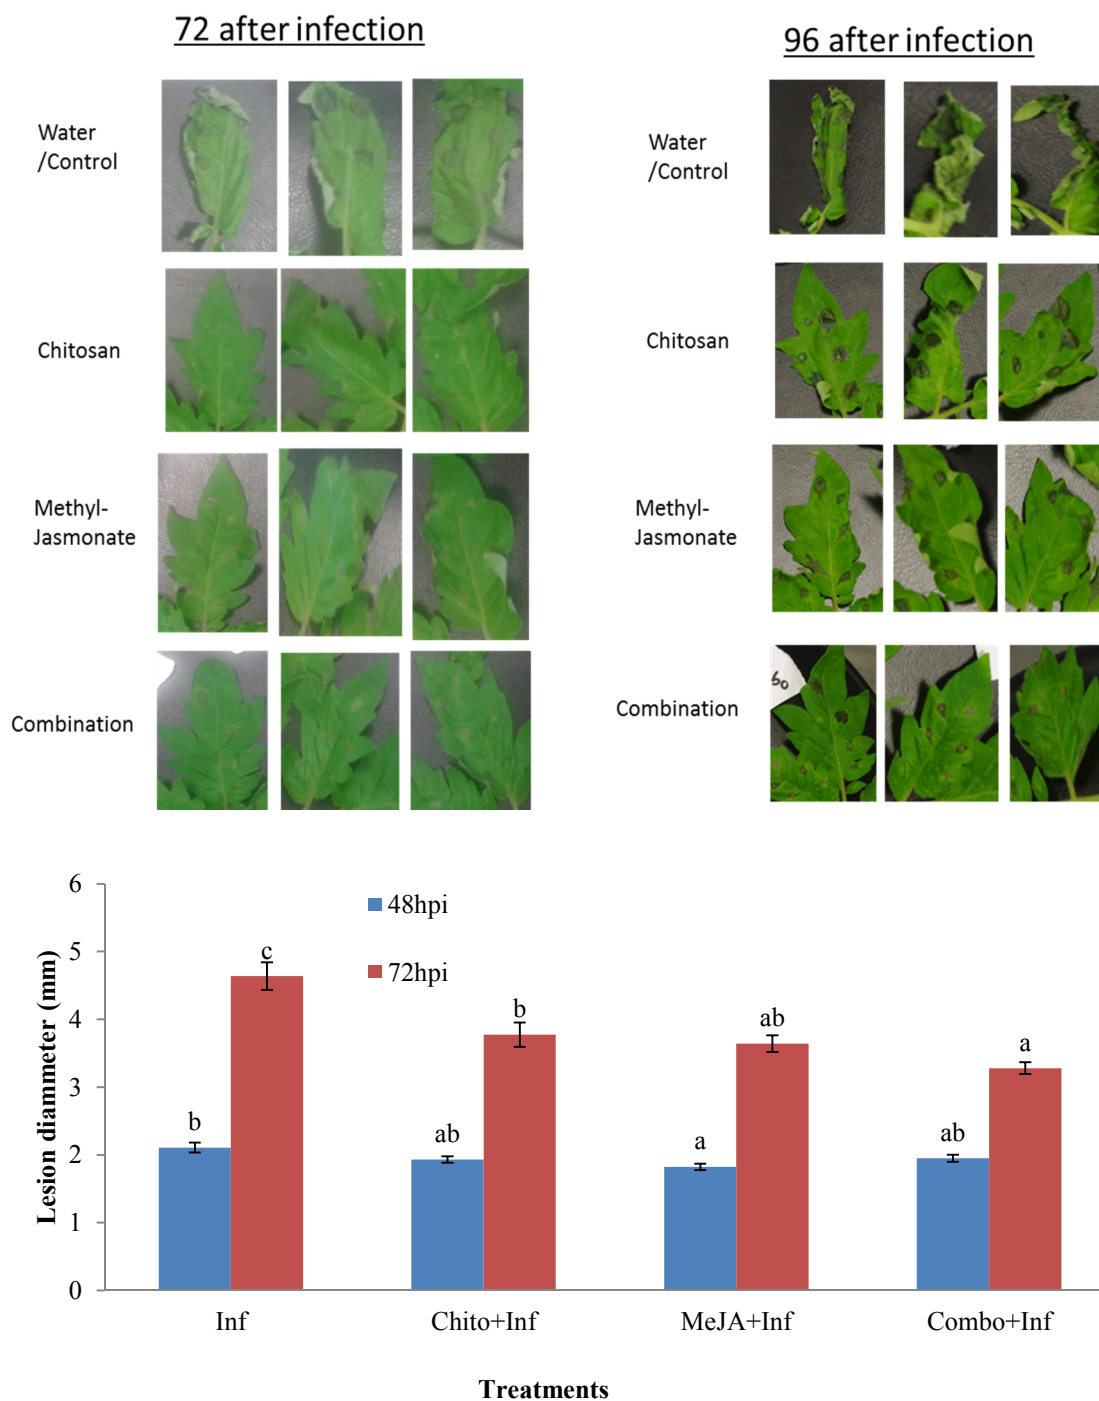 72 after infection
96 after infection
Water
/Control
Water
/Control
Chitosan
Chitosan
Methyl-
Jasmonate
Methyl-
Jasmonate
Combination
Combination
bo
6
5
4
3
2
1
0
Lesion diammeter (mm)
48hpi
72hpi
b
c
ab
b
a
ab
ab
a
Inf
Chito+Inf
MeJA+Inf
Combo+Inf
Treatments